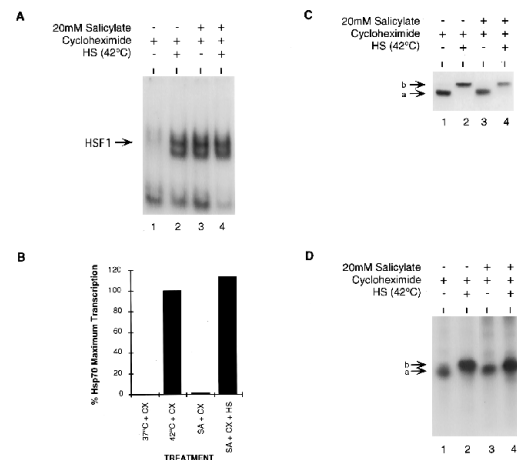 A
20mM Salicylate - - + +
Cycloheximide + + + +
HS (42°C) - + - +
HSF1
1 2 3 4
B
% Hsp70 Maximum Transcription
120
100
80
60
40
20
0
37°C + CX
42°C + CX
SA + CX
SA + CX + HS
TREATMENT
C
20mM Salicylate - - + +
Cycloheximide + + + +
HS (42°C) - + - +
b
a
1 2 3 4
D
20mM Salicylate - - + +
Cycloheximide + + + +
HS (42°C) - + - +
b
a
1 2 3 4